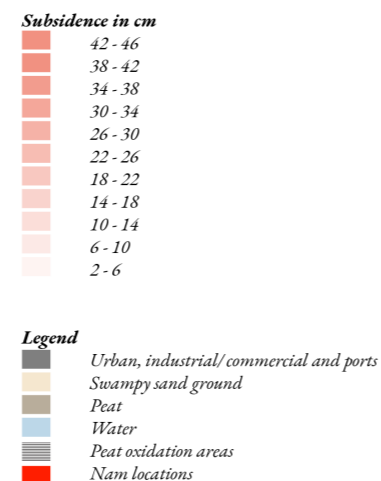 Subsidence in cm
42 - 46
38 - 42
34 - 38
30 - 34
26 - 30
22 - 26
18 - 22
14 - 18
10 - 14
6 - 10
2 - 6
Legend
Urban, industrial/commercial and ports
Swampy sand ground
Peat
Water
Peat oxidation areas
Nam locations